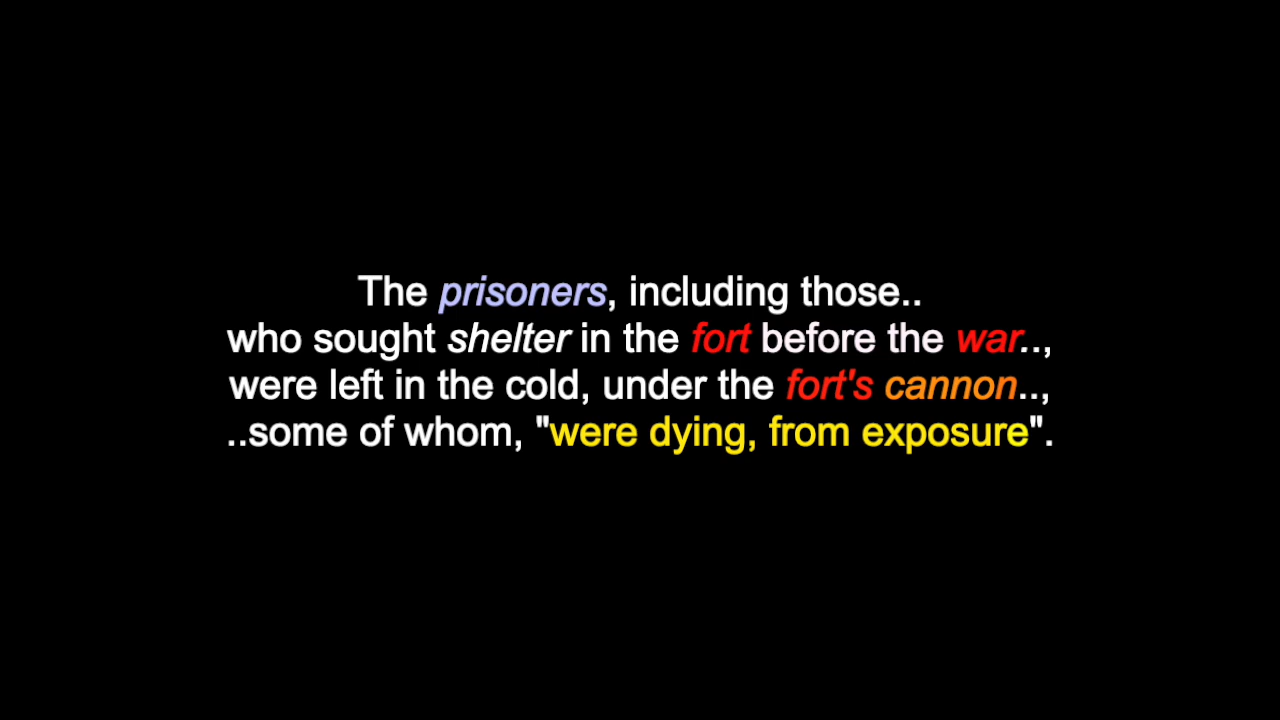 The prisoners, including those..
who sought shelter in the fort before the war..,
were left in the cold, under the fort's cannon..,
..some of whom, "were dying, from exposure".